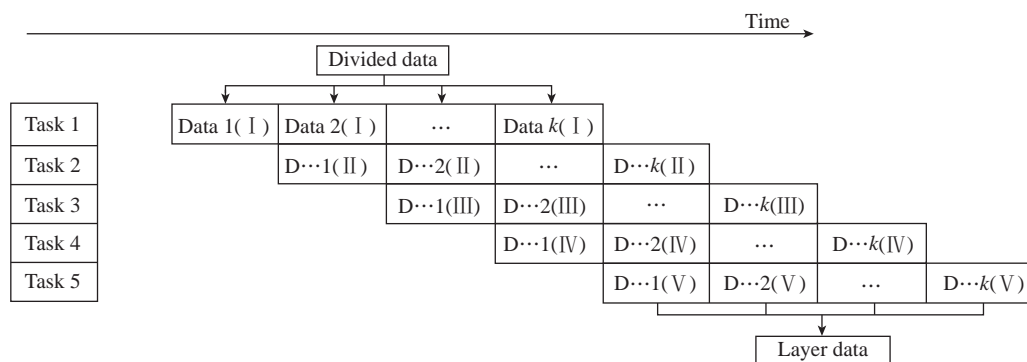 Time
Divided data
Task 1 Data 1(Ⅰ) Data 2(Ⅰ) ⋯ Data k(Ⅰ)
Task 2 D⋯1(Ⅱ) D⋯2(Ⅱ) ⋯ D⋯k(Ⅱ)
Task 3 D⋯1(Ⅲ) D⋯2(Ⅲ) ⋯ D⋯k(Ⅲ)
Task 4 D⋯1(Ⅳ) D⋯2(Ⅳ) ⋯ D⋯k(Ⅳ)
Task 5 D⋯1(Ⅴ) D⋯2(Ⅴ) ⋯ D⋯k(Ⅴ)
Layer data